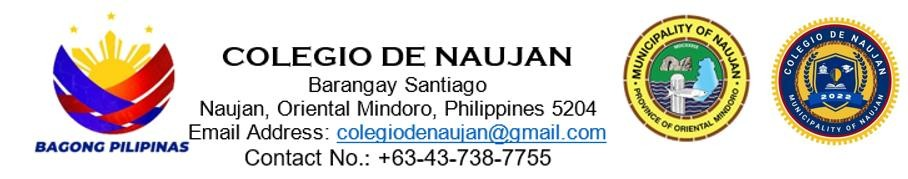 COLEGIO DE NAUJAN
Barangay Santiago
Naujan, Oriental Mindoro, Philippines 5204
Email Address: colegiodenaujan@gmail.com
Contact No.: +63-43-738-7755
BAGONG PILIPINAS
MUNICIPALITY OF NAUJAN
PROVINCE OF ORIENTAL MINDORO
COLEGIO DE NAUJAN
2022
MUNICIPALITY OF NAUJAN